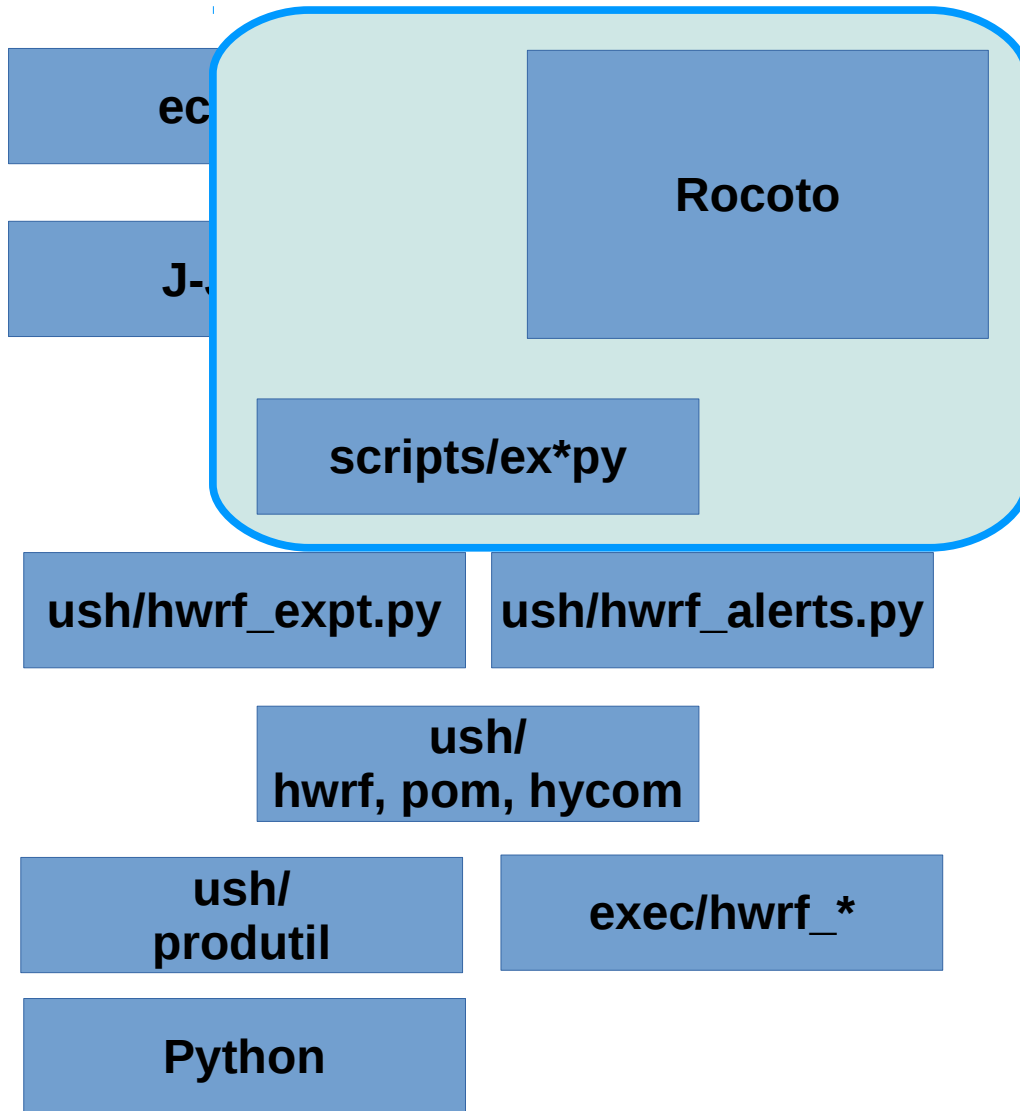 ec
Rocoto
J-
scripts/ex*py
ush/hwrf_expt.py
ush/hwrf_alerts.py
ush/
hwrf, pom, hycom
ush/
produtil
exec/hwrf_*
Python